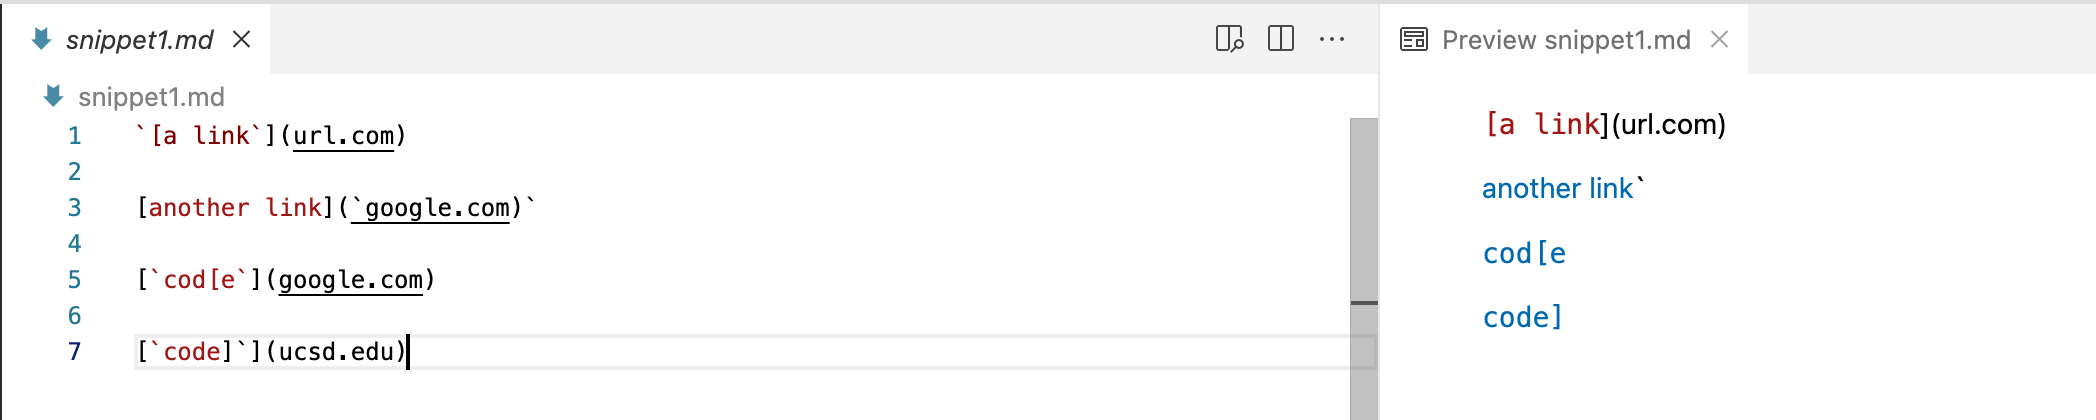 snippet1.md
Preview snippet1.md
snippet1.md
1 `[a link`](url.com)
2
3 [another link](`google.com)`
4
5 [`cod[e`](google.com)
6
7 [`code]`](ucsd.edu)
[a link](url.com)
another link`
cod[e
code]